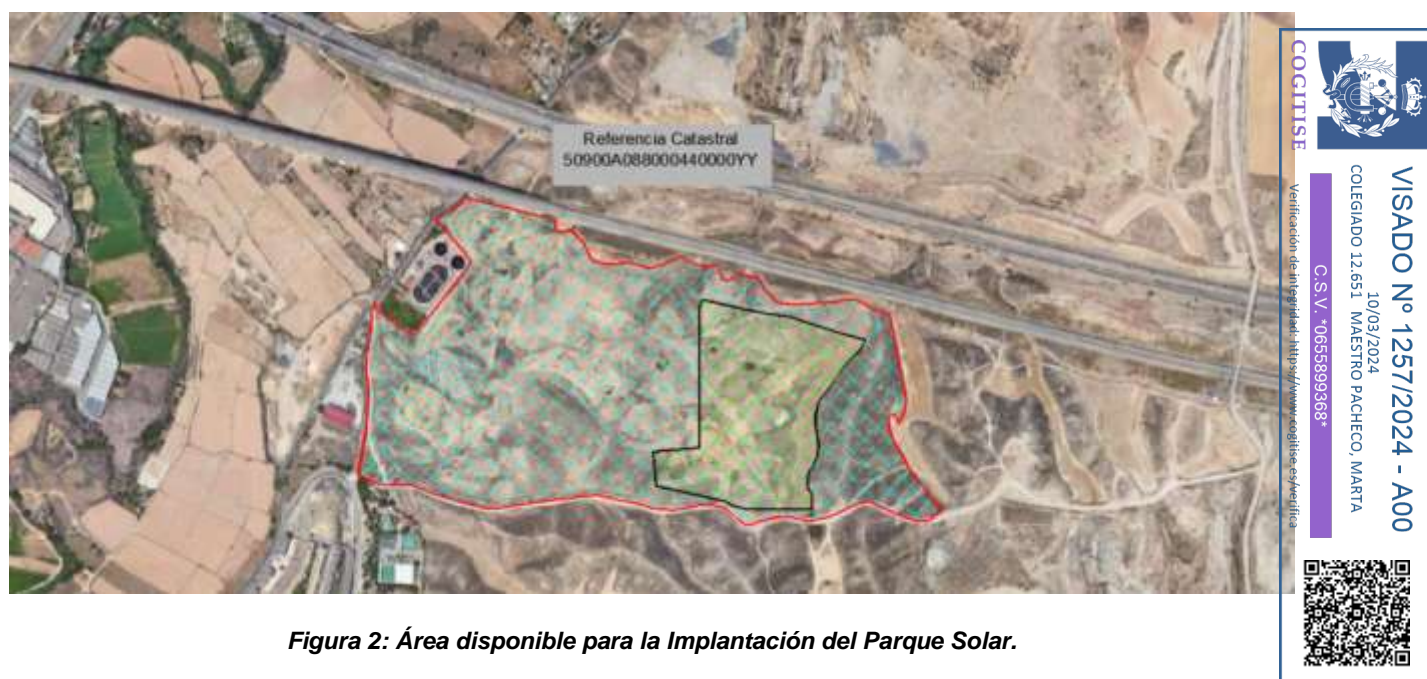 Referencia Catastral
50900A088000440000YY
Figura 2: Área disponible para la Implantación del Parque Solar.
COGITISE
VISADO Nº 1257/2024 - A00
10/03/2024
COLEGIADO 12.651 MAESTRO PACHECO, MARTA
C.S.V. *0655899368*
Verificación de integridad: https://www.cogitise.es/verifica